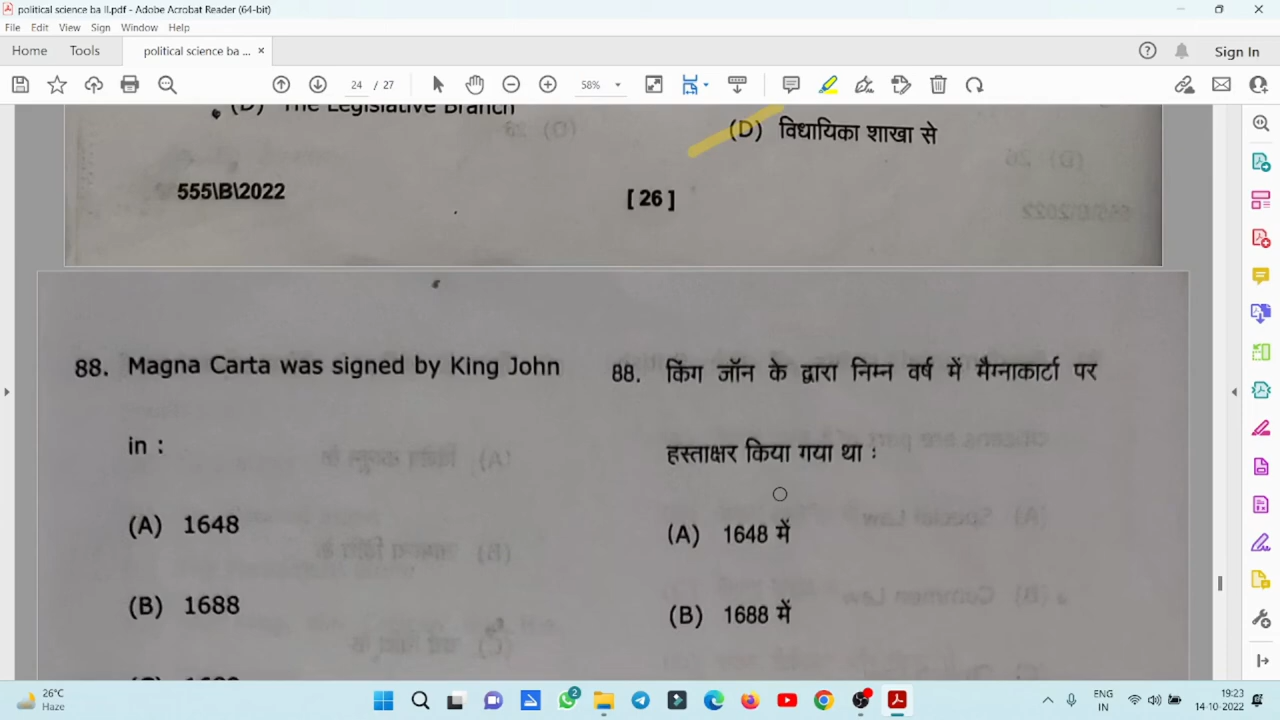 political science ba II.pdf - Adobe Acrobat Reader (64-bit)
File Edit View Sign Window Help
Home Tools political science ba ... × Sign In
24 / 27 58%
(D) The Legislative Branch
(D) विधायिका शाखा से
555\B\2022 [ 26 ]
88. Magna Carta was signed by King John
in :
(A) 1648
(B) 1688
88. किंग जॉन के द्वारा निम्न वर्ष में मैग्नाकार्टा पर
हस्ताक्षर किया गया था :
(A) 1648 में
(B) 1688 में
26°C
Haze
2
ENG
IN
19:23
14-10-2022